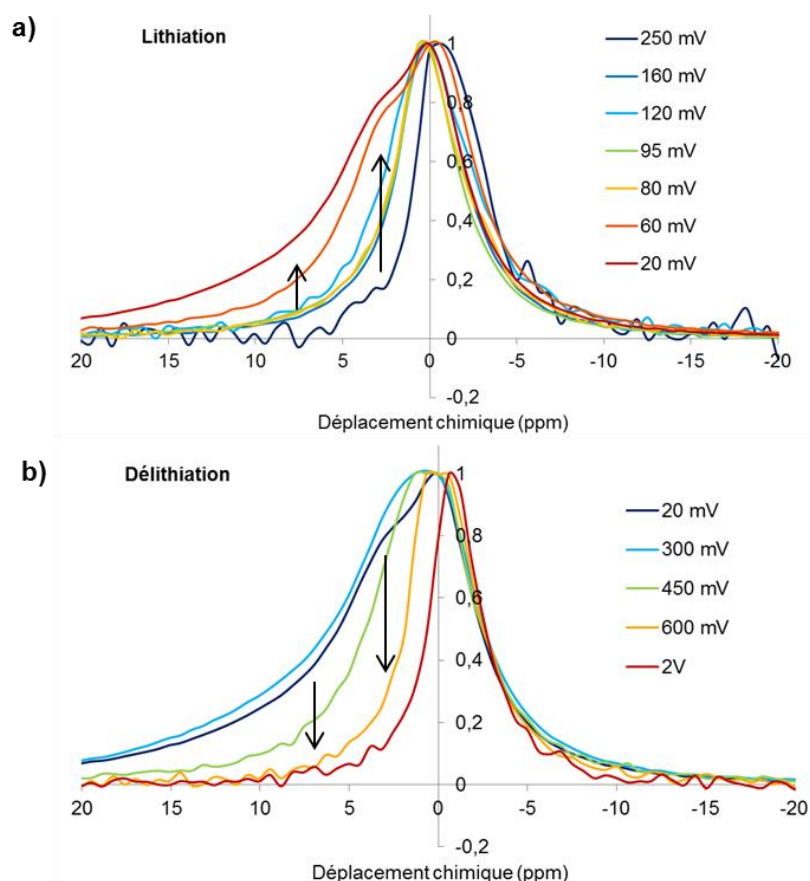 a)
Lithiation
250 mV
160 mV
120 mV
95 mV
80 mV
60 mV
20 mV
1
0,8
0,6
0,4
0,2
0
-0,2
20 15 10 5 0 -5 -10 -15 -20
Déplacement chimique (ppm)
b)
Délithiation
20 mV
300 mV
450 mV
600 mV
2V
1
0,8
0,6
0,4
0,2
0
-0,2
20 15 10 5 0 -5 -10 -15 -20
Déplacement chimique (ppm)